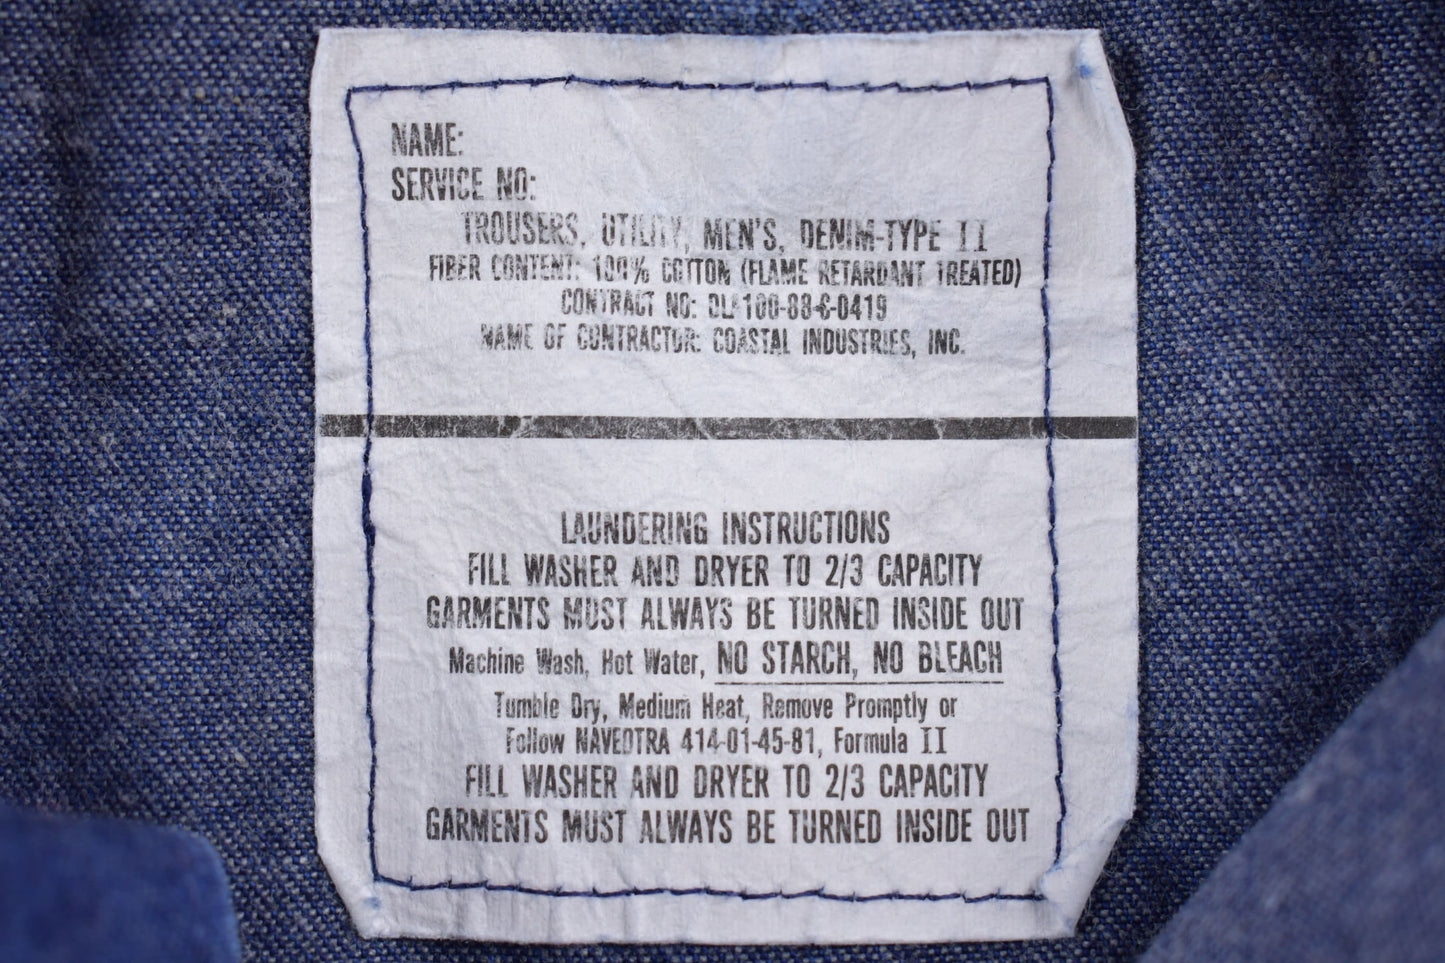 NAME:
SERVICE NO:
TROUSERS, UTILITY, MEN'S, DENIM-TYPE II
FIBER CONTENT: 100% COTTON (FLAME RETARDANT TREATED)
CONTRACT NO: DLA100-88-C-0419
NAME OF CONTRACTOR: COASTAL INDUSTRIES, INC.
LAUNDERING INSTRUCTIONS
FILL WASHER AND DRYER TO 2/3 CAPACITY
GARMENTS MUST ALWAYS BE TURNED INSIDE OUT
Machine Wash, Hot Water, NO STARCH, NO BLEACH
Tumble Dry, Medium Heat, Remove Promptly or
Follow NAVEDTRA 414-01-45-81, Formula II
FILL WASHER AND DRYER TO 2/3 CAPACITY
GARMENTS MUST ALWAYS BE TURNED INSIDE OUT